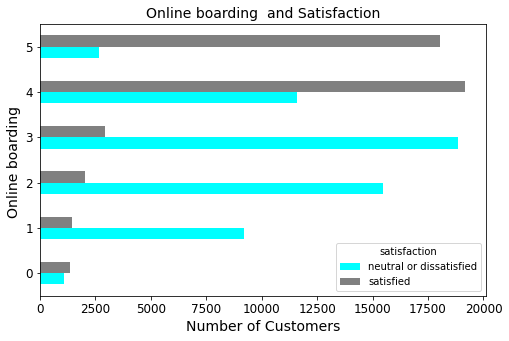 Online boarding  and Satisfaction
Online boarding
5
4
3
2
1
0
satisfaction
neutral or dissatisfied
satisfied
0 2500 5000 7500 10000 12500 15000 17500 20000
Number of Customers